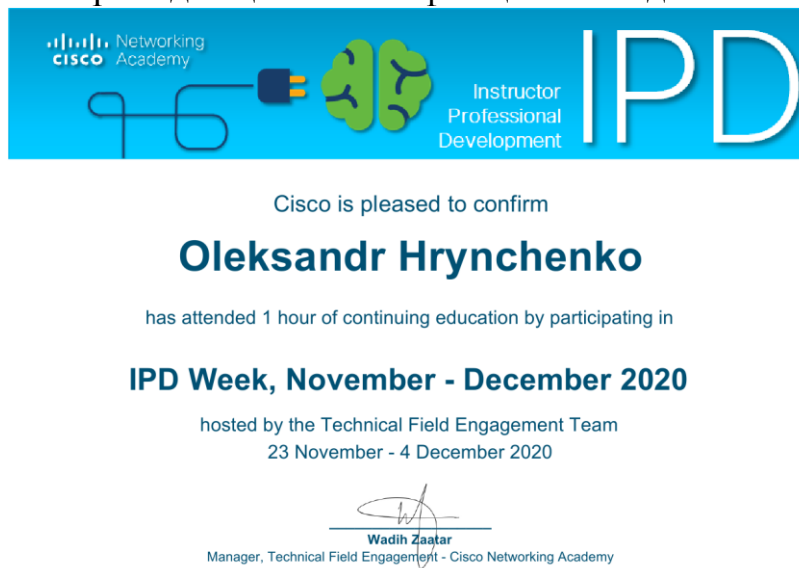 Networking
CISCO Academy
Instructor
Professional
Development
IPD
Cisco is pleased to confirm
Oleksandr Hrynchenko
has attended 1 hour of continuing education by participating in
IPD Week, November - December 2020
hosted by the Technical Field Engagement Team
23 November - 4 December 2020
Wadih Zaatar
Manager, Technical Field Engagement - Cisco Networking Academy